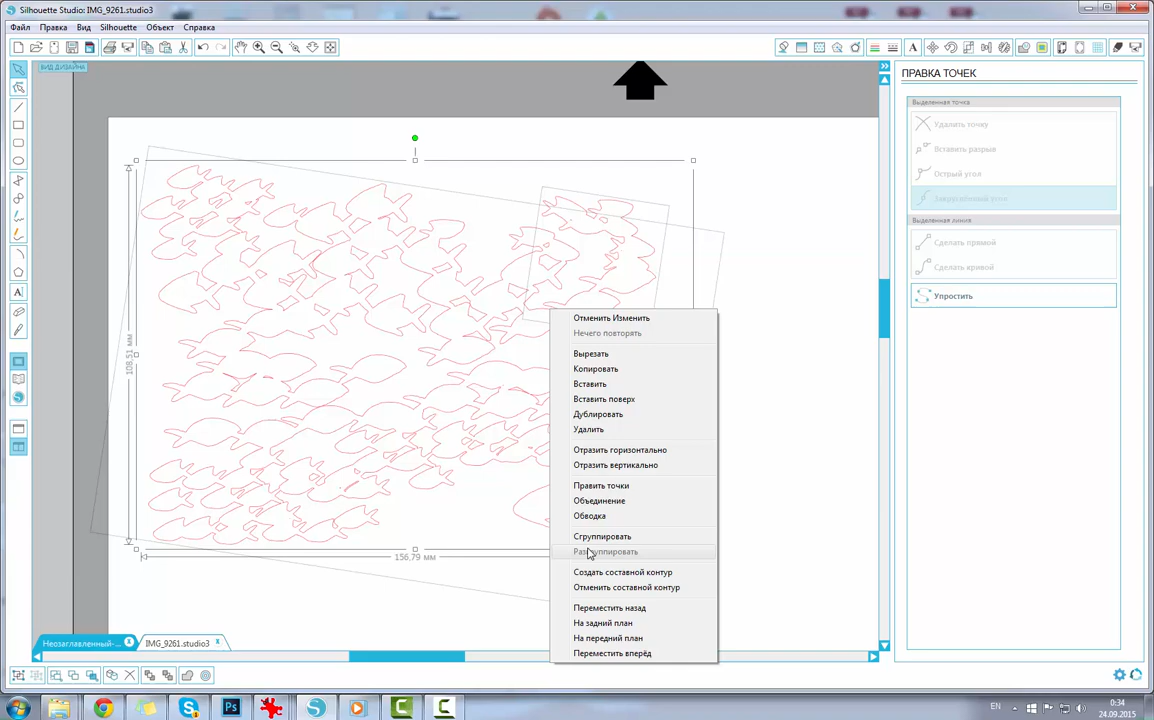 Silhouette Studio: IMG_9261.studio3
Файл Правка Вид Silhouette Объект Справка
ВИД ДИЗАЙНА
ПРАВКА ТОЧЕК
Выделенная точка
Удалить точку
Вставить разрыв
Острый угол
Закруглённый угол
Выделенная линия
Сделать прямой
Сделать кривой
Упростить
108,51 мм
156,79 мм
Отменить Изменить
Нечего повторять
Вырезать
Копировать
Вставить
Вставить поверх
Дублировать
Удалить
Отразить горизонтально
Отразить вертикально
Править точки
Объединение
Обводка
Сгруппировать
Разгруппировать
Создать составной контур
Отменить составной контур
Переместить назад
На задний план
На передний план
Переместить вперёд
Неозаглавленный-... IMG_9261.studio3
EN 0:34
24.09.2015